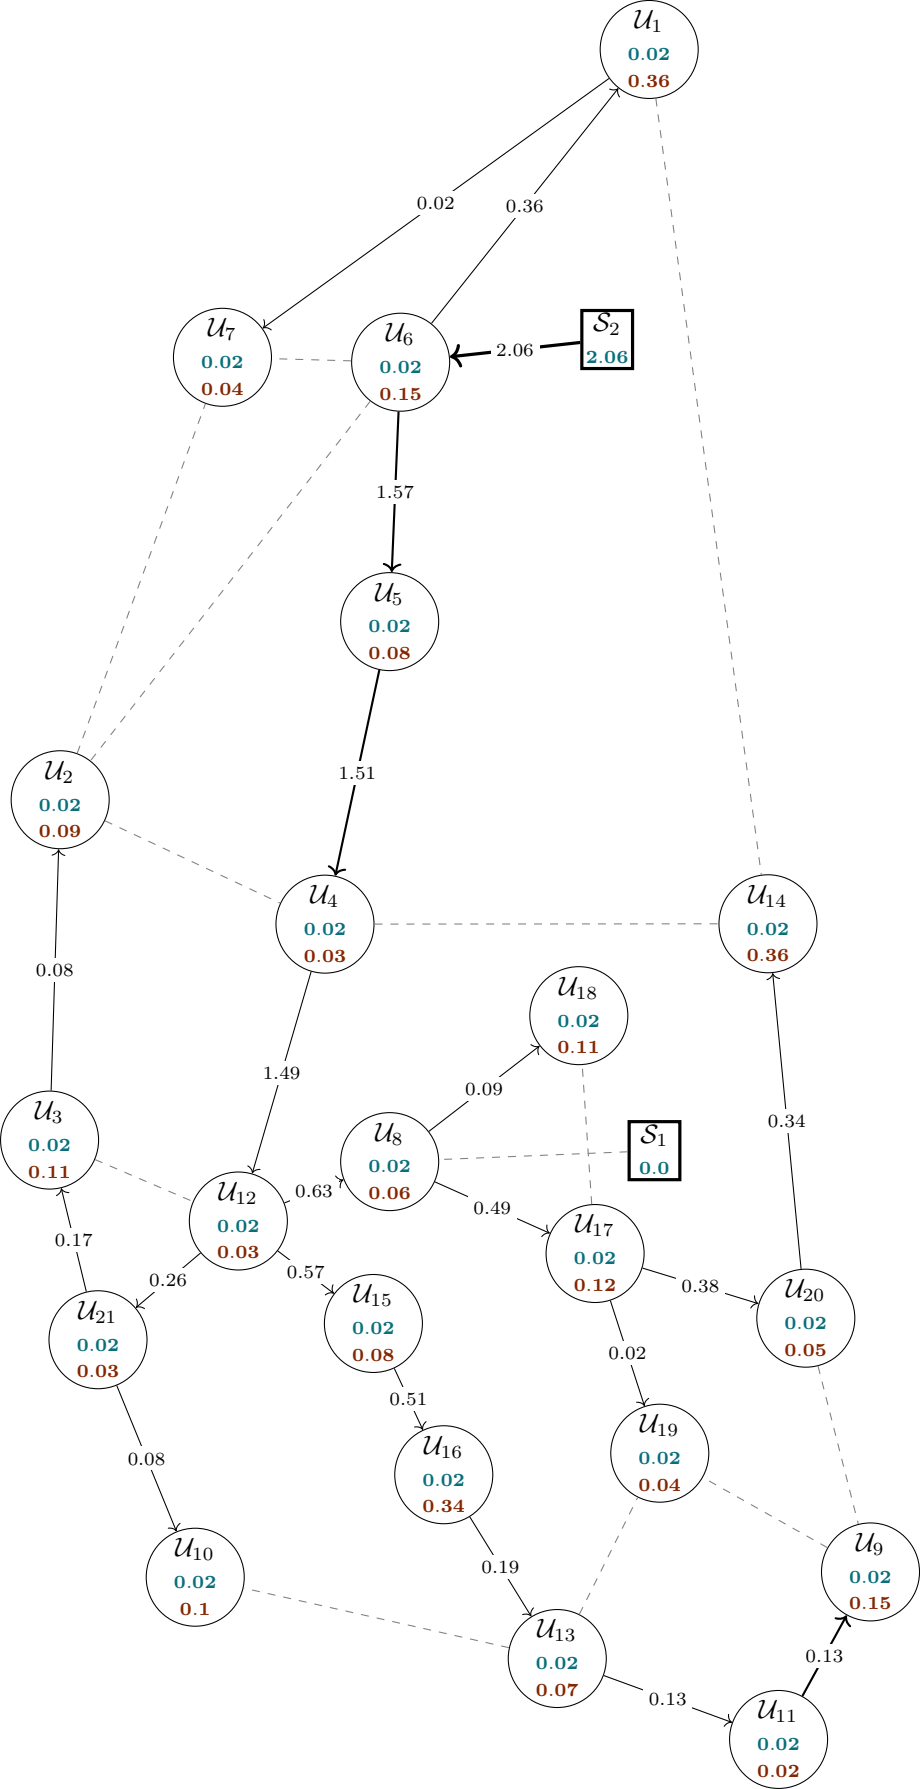 𝒰₁
0.02
0.36
0.02
0.36
𝒰₇
0.02
0.04
𝒰₆
0.02
0.15
2.06
𝒮₂
2.06
1.57
𝒰₅
0.02
0.08
1.51
𝒰₂
0.02
0.09
𝒰₄
0.02
0.03
𝒰₁₄
0.02
0.36
0.08
𝒰₁₈
0.02
0.11
1.49
0.09
0.34
𝒰₃
0.02
0.11
𝒰₈
0.02
0.06
𝒮₁
0.0
𝒰₁₂
0.02
0.03
0.63
0.49
𝒰₁₇
0.02
0.12
0.17
0.26
0.57
0.38
𝒰₂₁
0.02
0.03
𝒰₁₅
0.02
0.08
𝒰₂₀
0.02
0.05
0.02
0.51
0.08
𝒰₁₆
0.02
0.34
𝒰₁₉
0.02
0.04
𝒰₁₀
0.02
0.1
0.19
𝒰₉
0.02
0.15
𝒰₁₃
0.02
0.07
0.13
0.13
𝒰₁₁
0.02
0.02